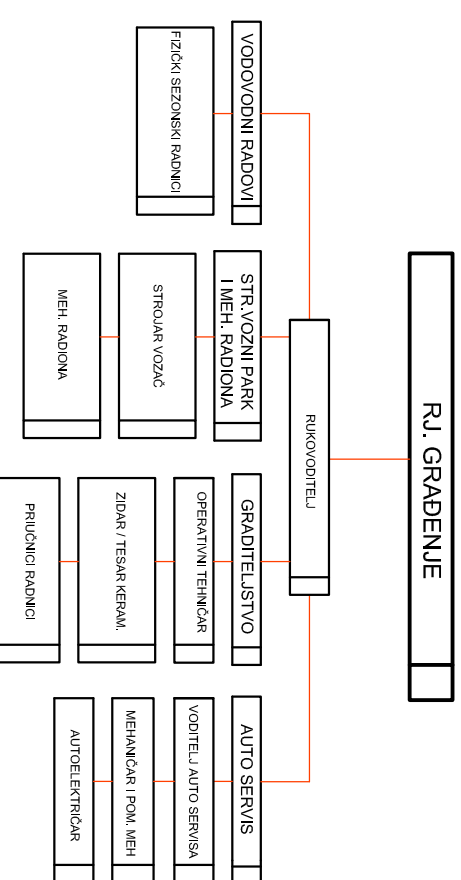 RJ. GRAĐENJE
RUKOVODITELJ
VODOVODNI RADOVI
FIZIČKI SEZONSKI RADNICI
STR.VOZNI PARK
I MEH. RADIONA
STROJAR VOZAČ
MEH. RADIONA
GRADITELJSTVO
OPERATIVNI TEHNIČAR
ZIDAR / TESAR KERAM.
PRIUČNICI RADNICI
AUTO SERVIS
VODITELJ AUTO SERVISA
MEHANIČAR I POM. MEH
AUTOELEKTRIČAR